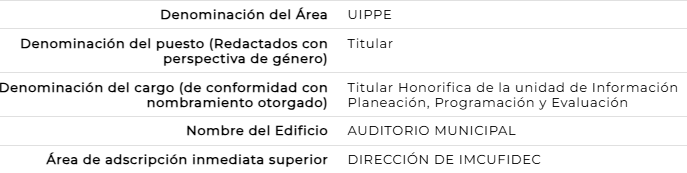 Denominación del Área UIPPE
Denominación del puesto (Redactados con Titular
perspectiva de género)
Denominación del cargo (de conformidad con Titular Honorifica de la unidad de Información
nombramiento otorgado) Planeación, Programación y Evaluación
Nombre del Edificio AUDITORIO MUNICIPAL
Área de adscripción inmediata superior DIRECCIÓN DE IMCUFIDEC